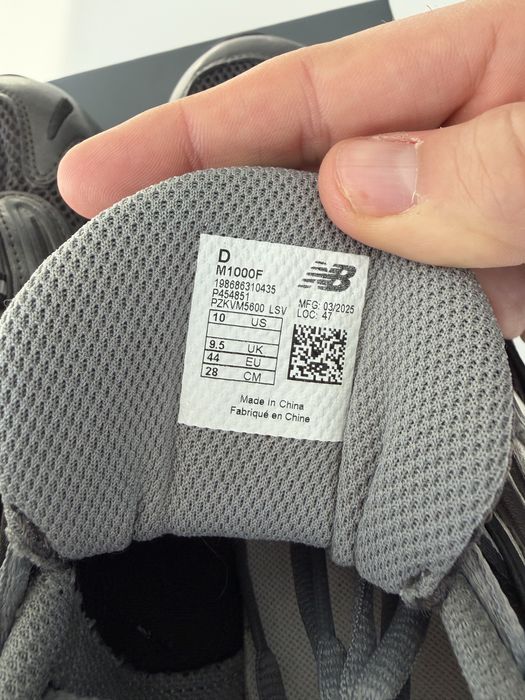 D
M1000F
198686310435
P454851
PZKVM5600 LSV
NB
MFG: 03/2025
LOC: 47
10 US
9.5 UK
44 EU
28 CM
Made in China
Fabriqué en Chine